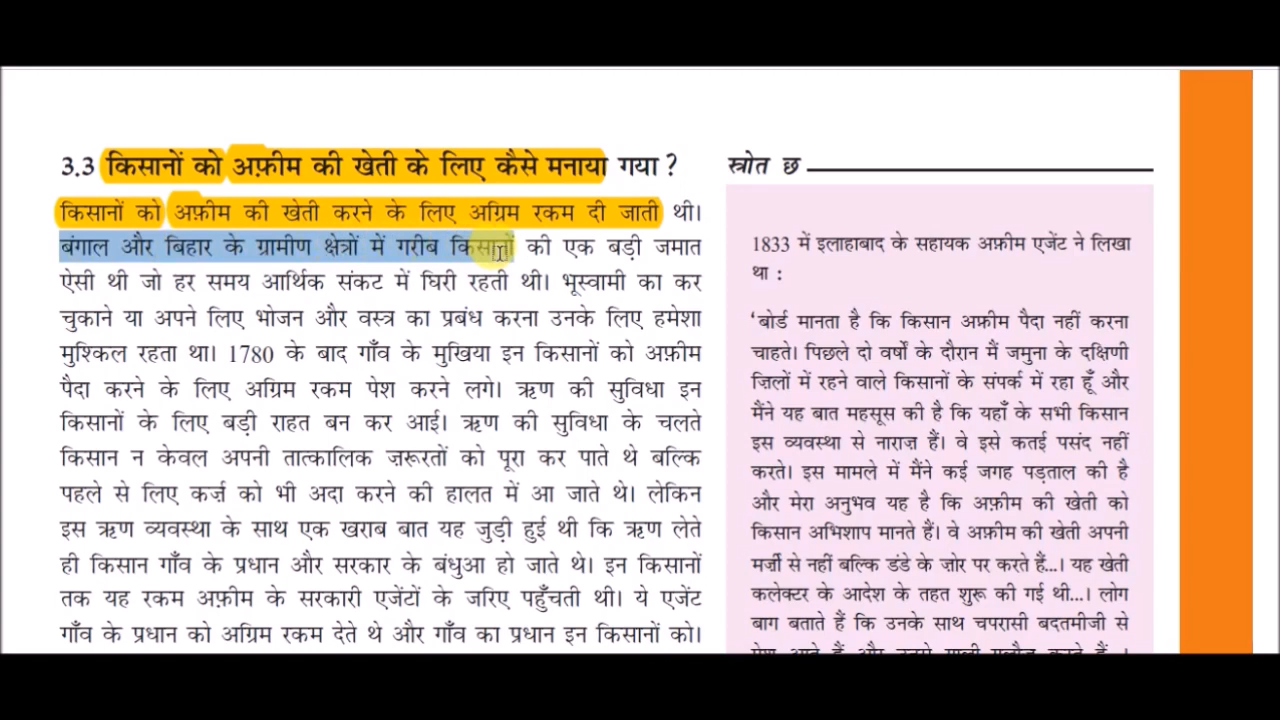 3.3 किसानों को अफ़ीम की खेती के लिए कैसे मनाया गया ?
किसानों को अफ़ीम की खेती करने के लिए अग्रिम रकम दी जाती थी।
बंगाल और बिहार के ग्रामीण क्षेत्रों में गरीब किसानों की एक बड़ी जमात
ऐसी थी जो हर समय आर्थिक संकट में घिरी रहती थी। भूस्वामी का कर
चुकाने या अपने लिए भोजन और वस्त्र का प्रबंध करना उनके लिए हमेशा
मुश्किल रहता था। 1780 के बाद गाँव के मुखिया इन किसानों को अफ़ीम
पैदा करने के लिए अग्रिम रकम पेश करने लगे। ऋण की सुविधा इन
किसानों के लिए बड़ी राहत बन कर आई। ऋण की सुविधा के चलते
किसान न केवल अपनी तात्कालिक ज़रूरतों को पूरा कर पाते थे बल्कि
पहले से लिए कर्ज़ को भी अदा करने की हालत में आ जाते थे। लेकिन
इस ऋण व्यवस्था के साथ एक खराब बात यह जुड़ी हुई थी कि ऋण लेते
ही किसान गाँव के प्रधान और सरकार के बंधुआ हो जाते थे। इन किसानों
तक यह रकम अफ़ीम के सरकारी एजेंटों के जरिए पहुँचती थी। ये एजेंट
गाँव के प्रधान को अग्रिम रकम देते थे और गाँव का प्रधान इन किसानों को।
स्त्रोत छ
1833 में इलाहाबाद के सहायक अफ़ीम एजेंट ने लिखा
था :
'बोर्ड मानता है कि किसान अफ़ीम पैदा नहीं करना
चाहते। पिछले दो वर्षों के दौरान मैं जमुना के दक्षिणी
जिलों में रहने वाले किसानों के संपर्क में रहा हूँ और
मैंने यह बात महसूस की है कि यहाँ के सभी किसान
इस व्यवस्था से नाराज़ हैं। वे इसे कतई पसंद नहीं
करते। इस मामले में मैंने कई जगह पड़ताल की है
और मेरा अनुभव यह है कि अफ़ीम की खेती को
किसान अभिशाप मानते हैं। वे अफ़ीम की खेती अपनी
मर्ज़ी से नहीं बल्कि डंडे के जोर पर करते हैं...। यह खेती
कलेक्टर के आदेश के तहत शुरू की गई थी...। लोग
बाग बताते हैं कि उनके साथ चपरासी बदतमीजी से